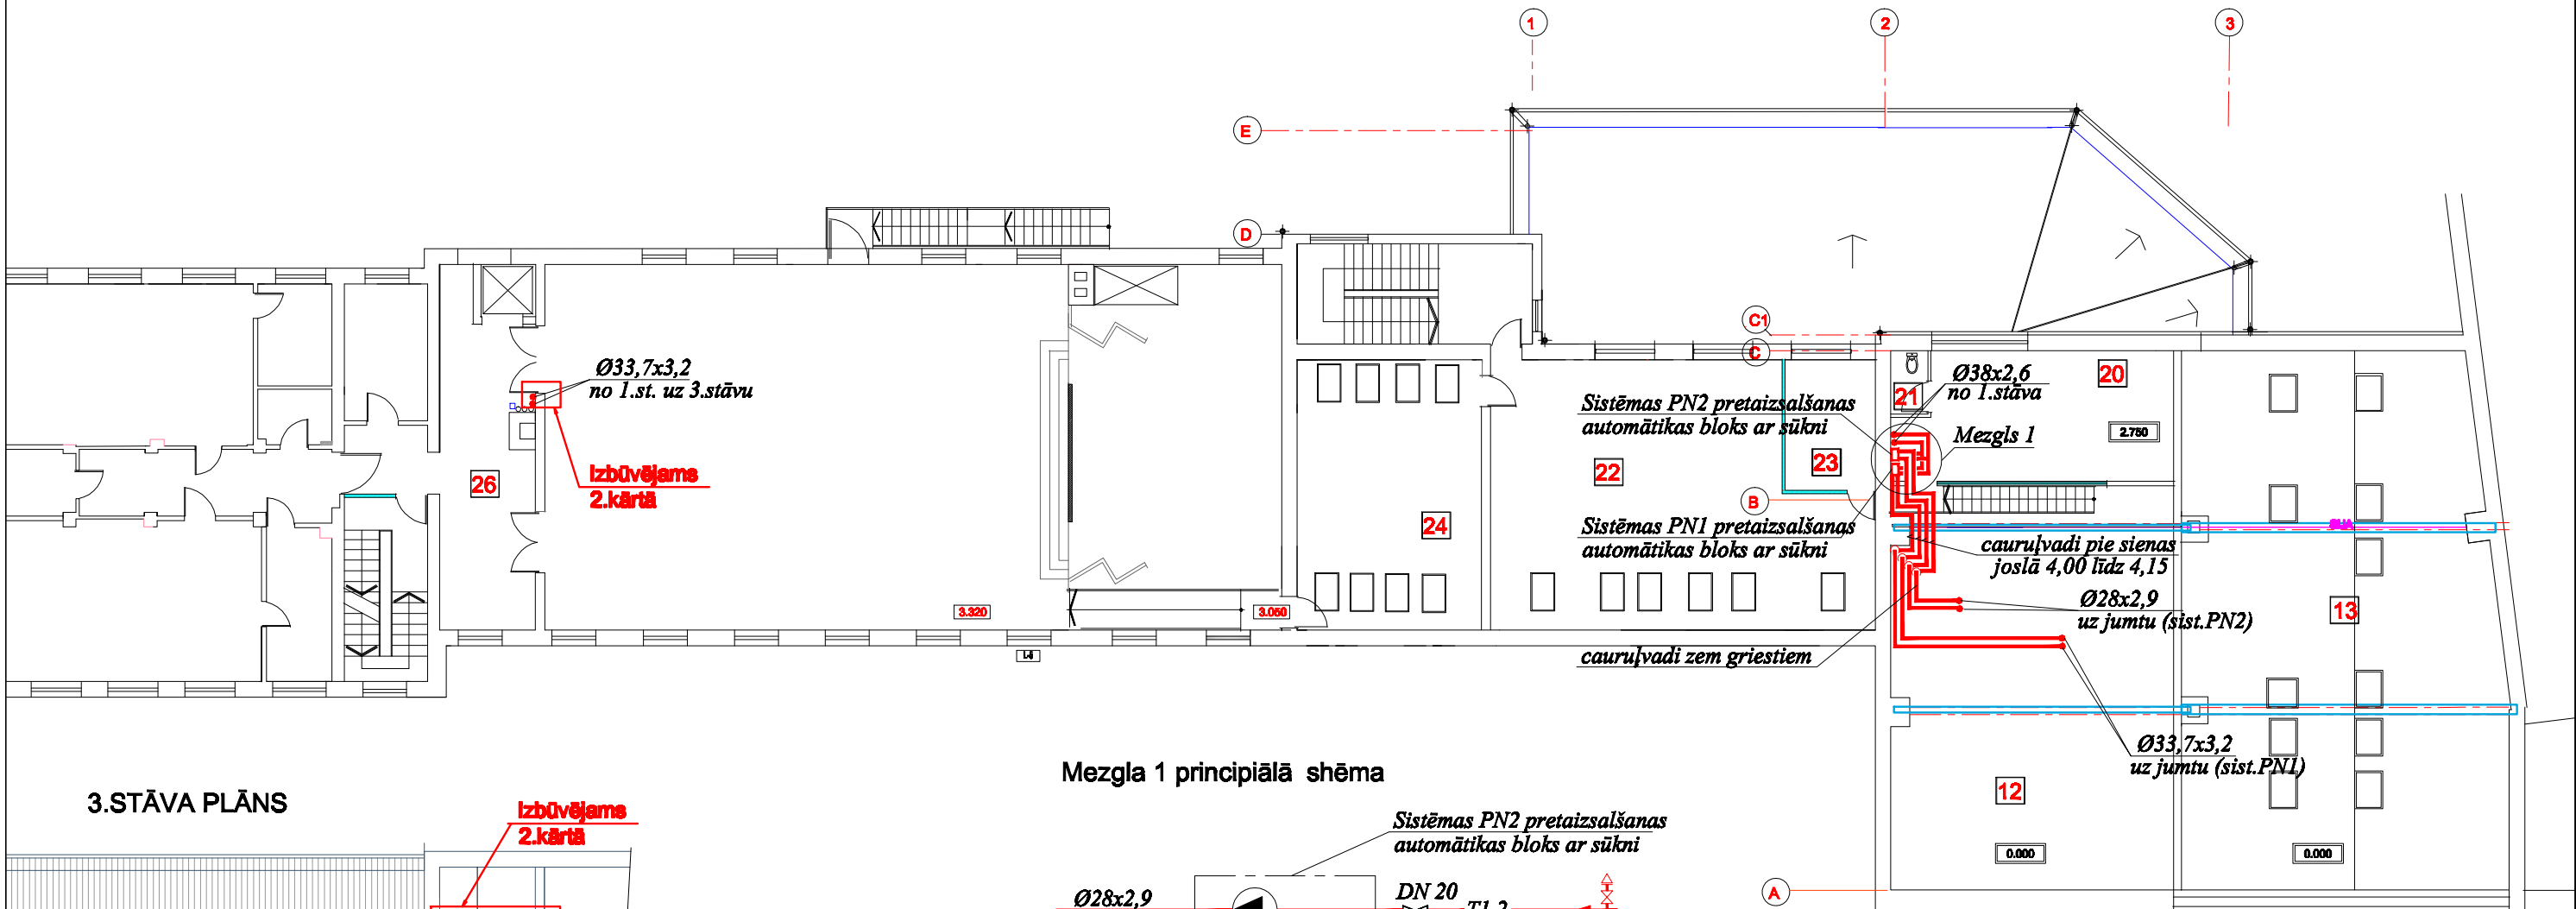 1
2
3
E
D
C1
C
Ø33,7x3,2
no 1.st. uz 3.stāvu
Izbūvējams
2.kārtā
26
Sistēmas PN2 pretaizsalšanas
automātikas bloks ar sūkni
22
23
B
Sistēmas PN1 pretaizsalšanas
automātikas bloks ar sūkni
24
21
Ø38x2,6
no 1.stāva
20
2.750
Mezgls 1
cauruļvadi pie sienas
joslā 4,00 līdz 4,15
Ø28x2,9
uz jumtu (sist.PN2)
13
3.320
3.050
cauruļvadi zem griestiem
Ø33,7x3,2
uz jumtu (sist.PN1)
12
0.000
0.000
A
3.STĀVA PLĀNS
Izbūvējams
2.kārtā
Mezgla 1 principiālā shēma
Sistēmas PN2 pretaizsalšanas
automātikas bloks ar sūkni
Ø28x2,9
DN 20
T1.2